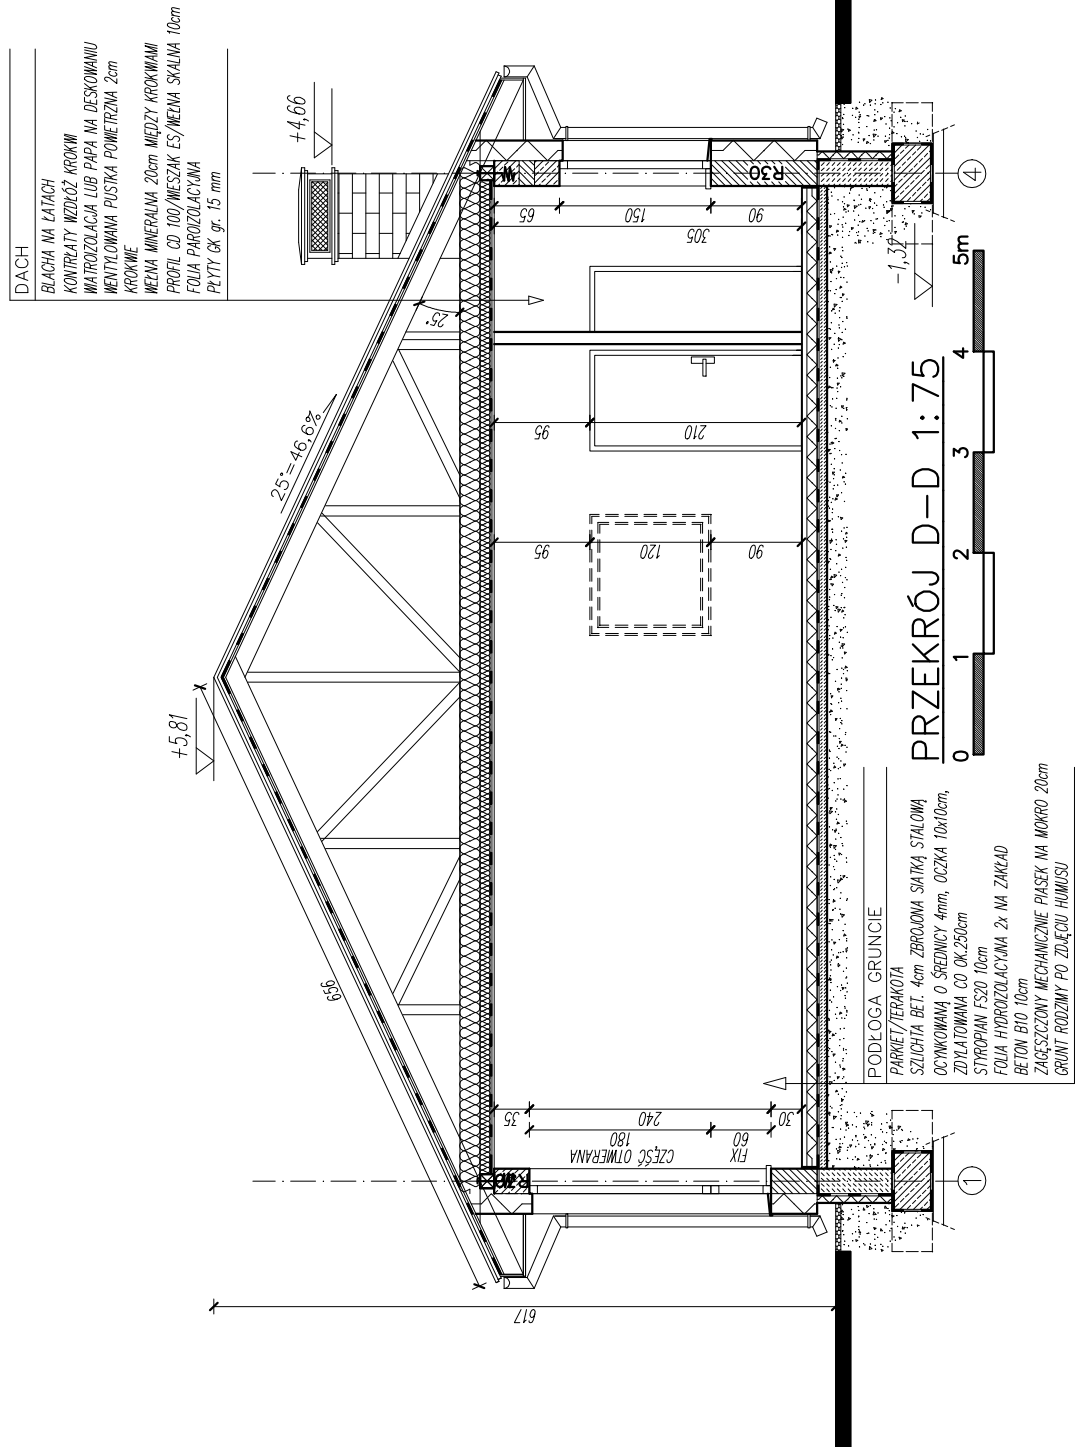 DACH
BLACHA NA ŁATACH
KONTRŁATY WZDŁÓŻ KROKWI
WIATROIZOLACJA LUB PAPA NA DESKOWANIU
WENTYLOWANA PUSTKA POWIETRZNA 2cm
KROKWIE
WEŁNA MINERALNA 20cm MIĘDZY KROKWIAMI
PROFIL CD 100/WIESZAK ES/WEŁNA SKALNA 10cm
FOLIA PAROIZOLACYJNA
PŁYTY GK gr. 15 mm
+5,81
+4,66
25°=46,6%
25°
656
617
35
240
30
180
60
CZĘŚĆ OTWIERANA
FIX
95
120
90
95
210
65
150
90
305
R30
R30
-1,32
1
4
PODŁOGA GRUNCIE
PARKIET/TERAKOTA
SZLICHTA BET. 4cm ZBROJONA SIATKĄ STALOWĄ
OCYNKOWANĄ O ŚREDNICY 4mm, OCZKA 10x10cm,
ZDYLATOWANA CO OK.250cm
STYROPIAN FS20 10cm
FOLIA HYDROIZOLACYJNA 2x NA ZAKŁAD
BETON B10 10cm
ZAGĘSZCZONY MECHANICZNIE PIASEK NA MOKRO 20cm
GRUNT RODZIMY PO ZDJĘCIU HUMUSU
PRZEKRÓJ D-D 1:75
0 1 2 3 4 5m